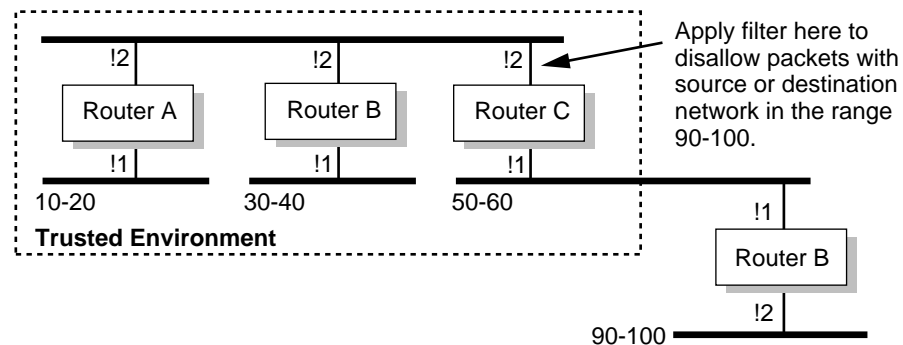 Apply filter here to
disallow packets with
source or destination
network in the range
90-100.
!2
!2
!2
Router A
Router B
Router C
!1
!1
!1
10-20
30-40
50-60
Trusted Environment
!1
Router B
!2
90-100